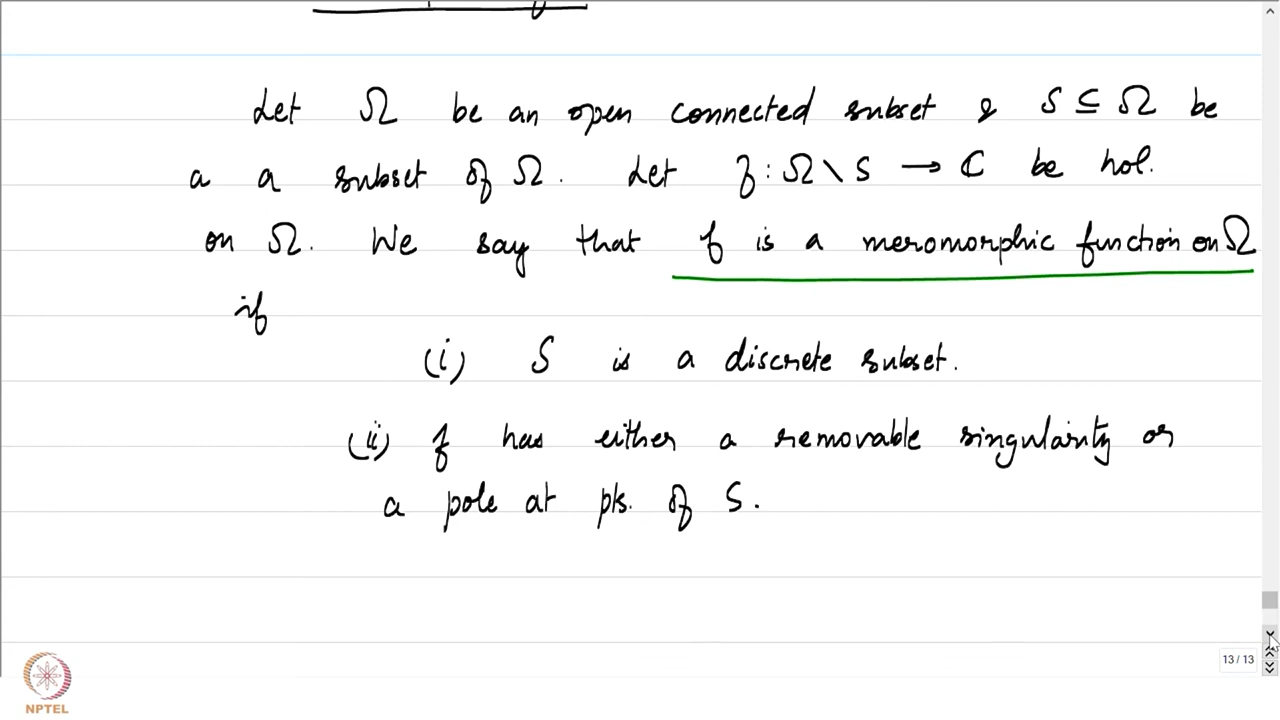 Let Ω be an open connected subset & S ⊆ Ω be
a a subset of Ω. Let f : Ω \ S → ℂ be hol.
on Ω. We say that f is a meromorphic function on Ω
if
(i) S is a discrete subset.
(ii) f has either a removable singularity or
a pole at pts. of S.
13 / 13
NPTEL